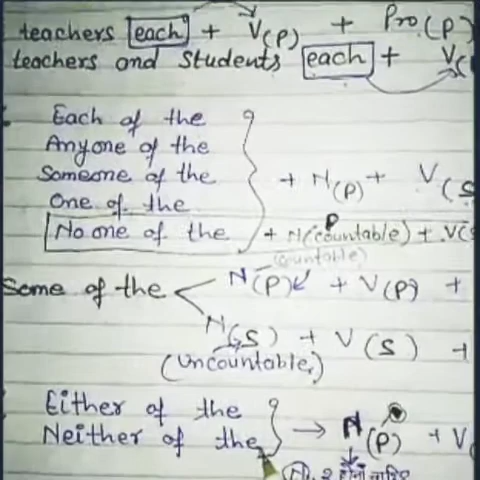 teachers each + V(P) + Pro(P)
teachers and students each + V(
Each of the
Anyone of the
Someone of the
One of the
No one of the
+ N(P) + V(S
+ N(countable) + V(S
P
(countable)
Some of the
N(P) + V(P) +
N(S) + V(S) +
(Uncountable)
Either of the
Neither of the
→ N(P) + V(